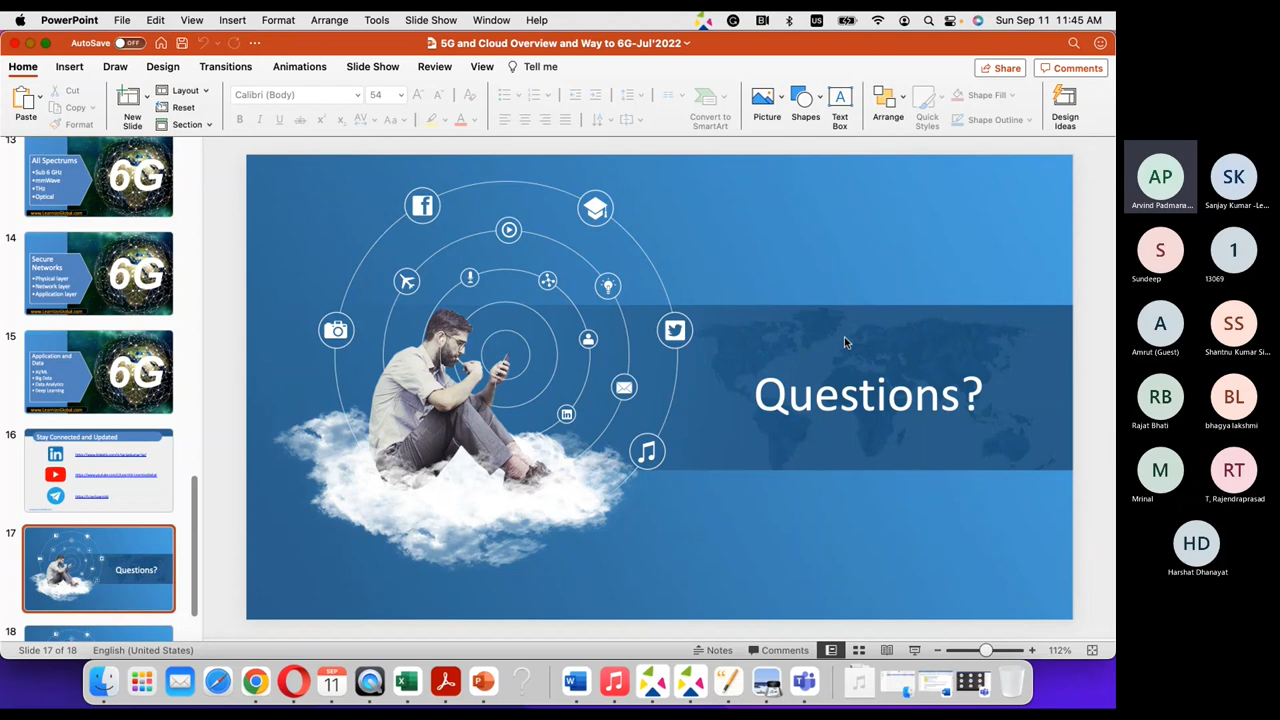 PowerPoint File Edit View Insert Format Arrange Tools Slide Show Window Help US Sun Sep 11 11:45 AM
AutoSave OFF 5G and Cloud Overview and Way to 6G-Jul'2022
Home Insert Draw Design Transitions Animations Slide Show Review View Tell me Share Comments
Paste
Cut
Copy
Format
New Slide
Layout
Reset
Section
Calibri (Body) 54
Convert to SmartArt
Picture
Shapes
Text Box
Arrange
Quick Styles
Shape Fill
Shape Outline
Design Ideas
13
All Spectrums
•Sub 6 GHz
•mmWave
•THz
•Optical
6G
14
Secure
Networks
•Physical layer
•Network layer
•Application layer
6G
15
Application and
Data
•AI/ML
•Big Data
•Data Analytics
•Deep Learning
6G
16
Stay Connected and Updated
in
17
Questions?
18
f
in
Questions?
Slide 17 of 18 English (United States) Notes Comments 112%
SEP
11
AP
Arvind Padmana...
SK
Sanjay Kumar -Le...
S
Sundeep
1
13069
A
Amrut (Guest)
SS
Shantnu Kumar Si...
RB
Rajat Bhati
BL
bhagya lakshmi
M
Mrinal
RT
T, Rajendraprasad
HD
Harshat Dhanayat